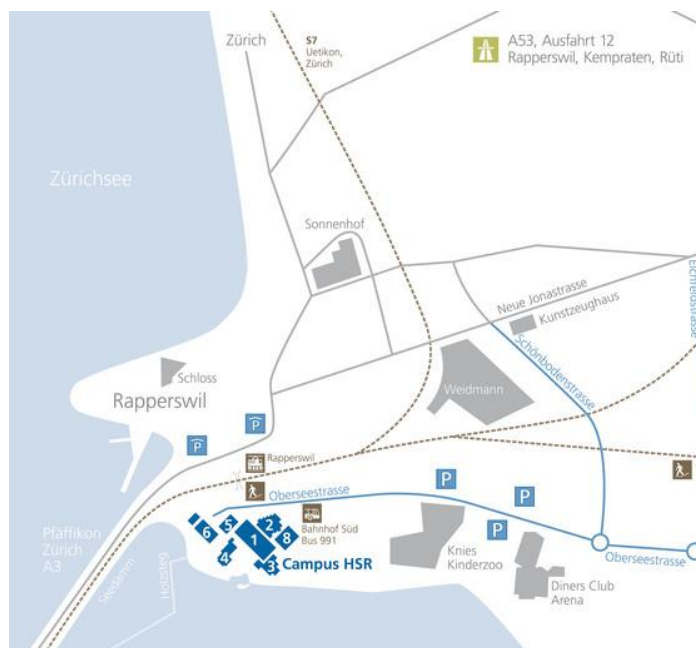 Zürich
S7
Uetikon,
Zürich
A53, Ausfahrt 12
Rapperswil, Kempraten, Rüti
Zürichsee
Sonnenhof
Neue Jonastrasse
Kunstzeughaus
Eichfeldstrasse
Schönbodenstrasse
Schloss
Rapperswil
Weidmann
P
P
Rapperswil
Oberseestrasse
P
P
P
Bahnhof Süd
Bus 991
6
5
2
1
8
4
3
Campus HSR
Pfäffikon
Zürich
A3
Seedamm
Holzsteg
Knies
Kinderzoo
Diners Club
Arena
Oberseestrasse